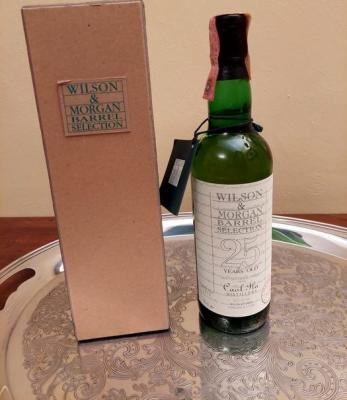 WILSON
&
MORGAN
BARREL
SELECTION
WILSON
&
MORGAN
BARREL
SELECTION
25
YEARS OLD
Caol Ila
DISTILLERY